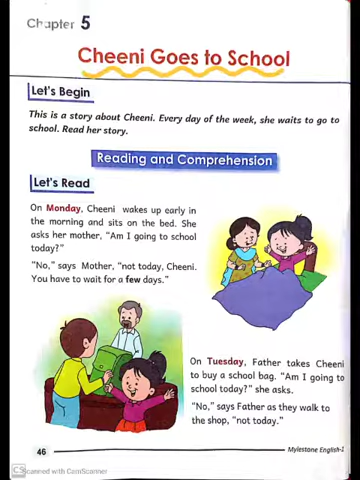 Chapter 5
Cheeni Goes to School
Let's Begin
This is a story about Cheeni. Every day of the week, she waits to go to
school. Read her story.
Reading and Comprehension
Let's Read
On Monday, Cheeni wakes up early in
the morning and sits on the bed. She
asks her mother, "Am I going to school
today?"
"No," says Mother, "not today, Cheeni.
You have to wait for a few days."
On Tuesday, Father takes Cheeni
to buy a school bag. "Am I going to
school today?" she asks.
"No," says Father as they walk to
the shop, "not today."
46
Mylestone English-1
CS Scanned with CamScanner